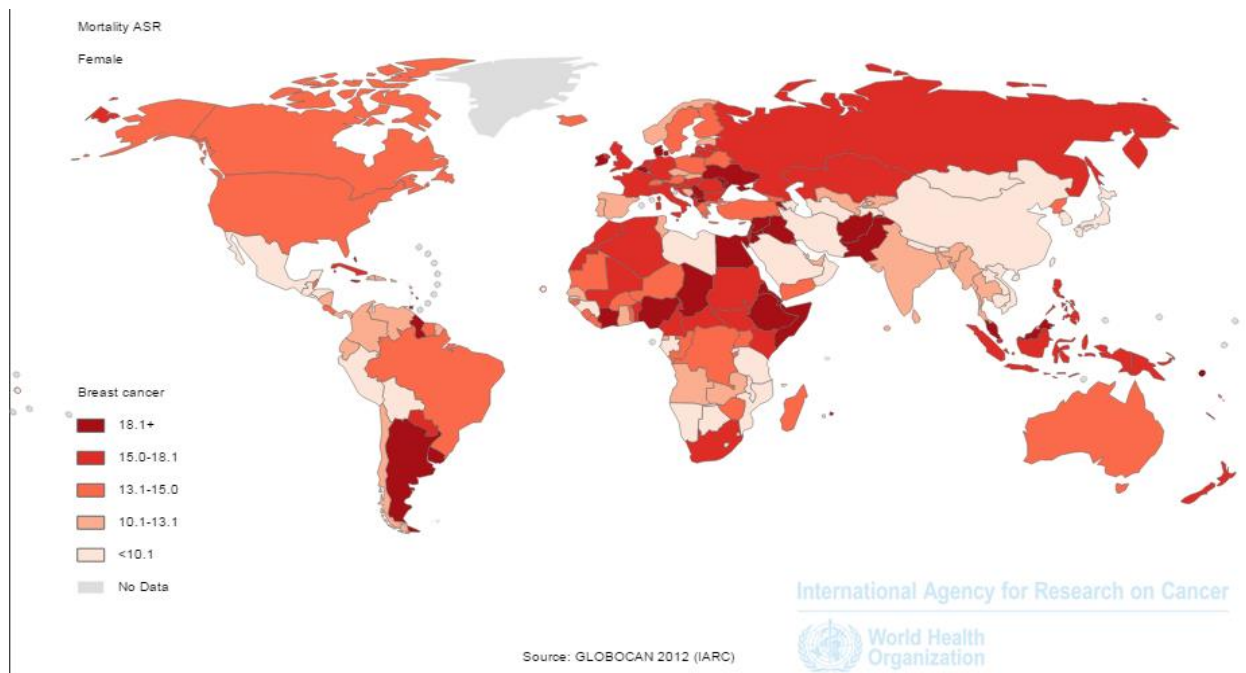 Mortality ASR
Female
Breast cancer
18.1+
15.0-18.1
13.1-15.0
10.1-13.1
<10.1
No Data
International Agency for Research on Cancer
World Health
Organization
Source: GLOBOCAN 2012 (IARC)